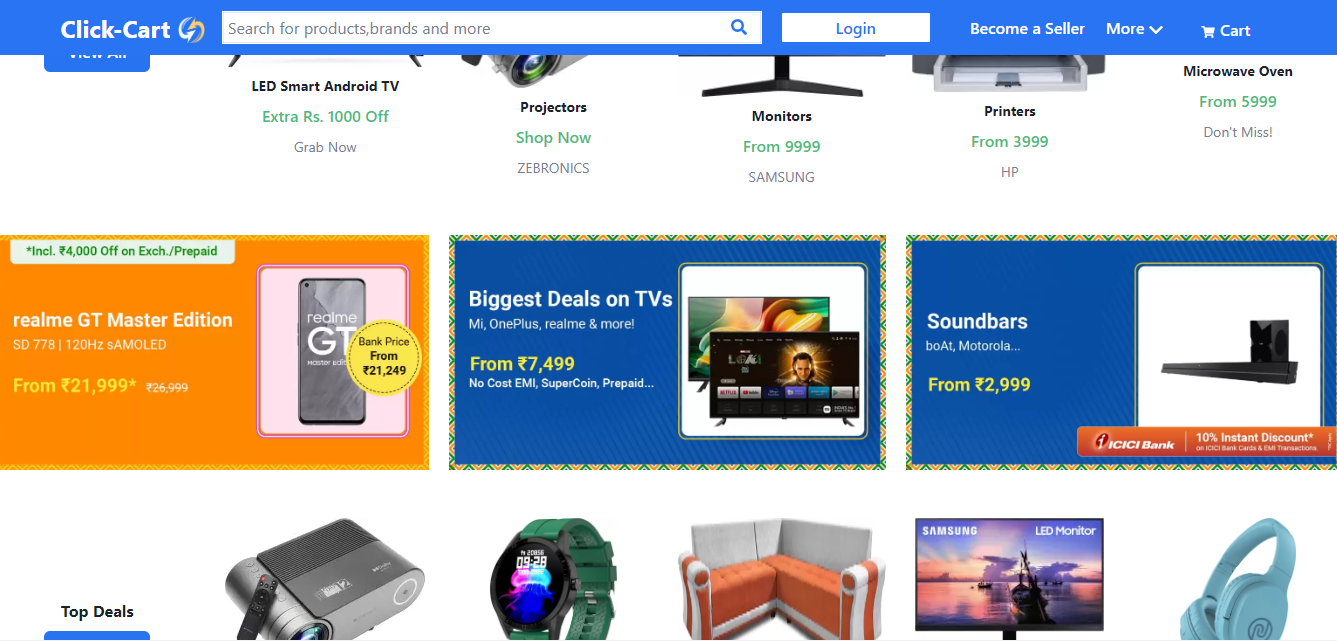 Click-Cart
Search for products,brands and more
Login
Become a Seller
More
Cart
View All
LED Smart Android TV
Extra Rs. 1000 Off
Grab Now
Projectors
Shop Now
ZEBRONICS
Monitors
From 9999
SAMSUNG
Printers
From 3999
HP
Microwave Oven
From 5999
Don't Miss!
*Incl. ₹4,000 Off on Exch./Prepaid
realme GT Master Edition
SD 778 | 120Hz sAMOLED
From ₹21,999* ₹26,999
realme
GT
Bank Price
From
₹21,249
Biggest Deals on TVs
Mi, OnePlus, realme & more!
From ₹7,499
No Cost EMI, SuperCoin, Prepaid...
Soundbars
boAt, Motorola...
From ₹2,999
ICICI Bank
10% Instant Discount*
on ICICI Bank Cards & EMI Transactions
Top Deals
09:28
SAMSUNG
LED Monitor